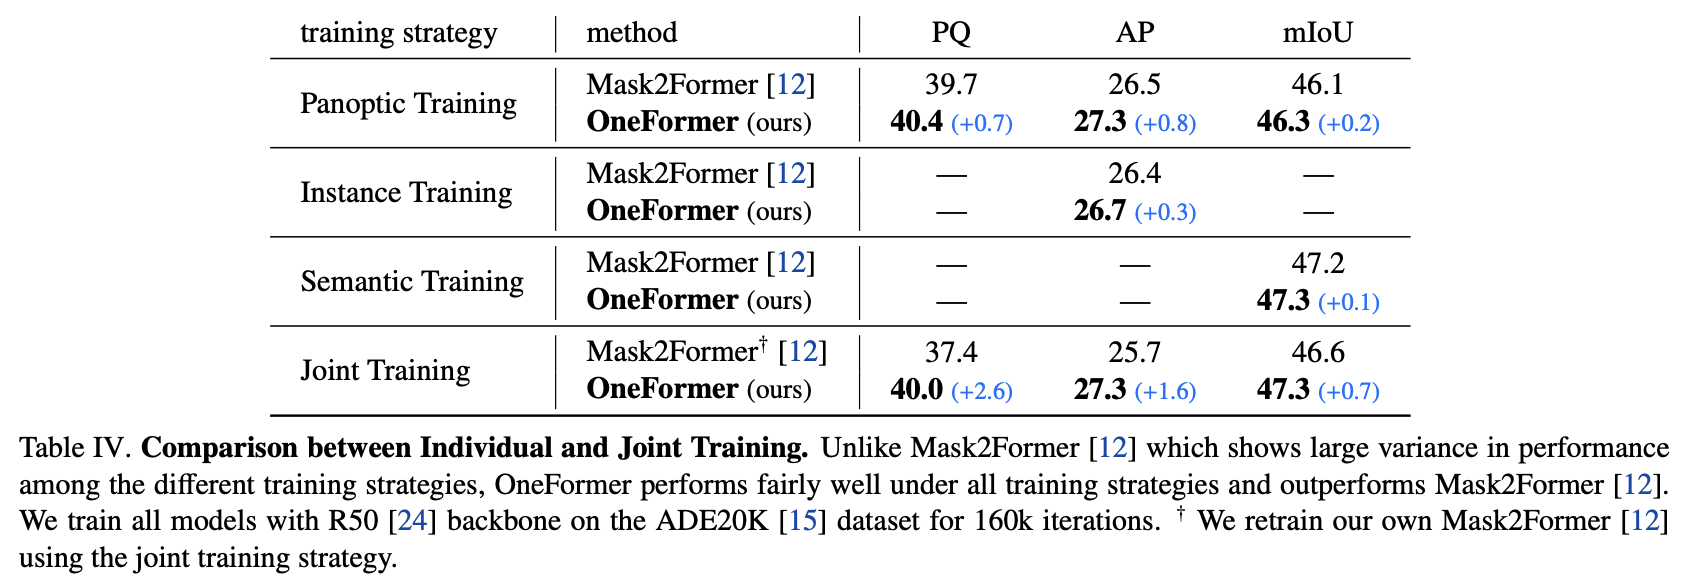 training strategy method PQ AP mIoU
Panoptic Training
Mask2Former [12] 39.7 26.5 46.1
OneFormer (ours) 40.4 (+0.7) 27.3 (+0.8) 46.3 (+0.2)
Instance Training
Mask2Former [12] — 26.4 —
OneFormer (ours) — 26.7 (+0.3) —
Semantic Training
Mask2Former [12] — — 47.2
OneFormer (ours) — — 47.3 (+0.1)
Joint Training
Mask2Former† [12] 37.4 25.7 46.6
OneFormer (ours) 40.0 (+2.6) 27.3 (+1.6) 47.3 (+0.7)
Table IV. Comparison between Individual and Joint Training. Unlike Mask2Former [12] which shows large variance in performance
among the different training strategies, OneFormer performs fairly well under all training strategies and outperforms Mask2Former [12].
We train all models with R50 [24] backbone on the ADE20K [15] dataset for 160k iterations. † We retrain our own Mask2Former [12]
using the joint training strategy.